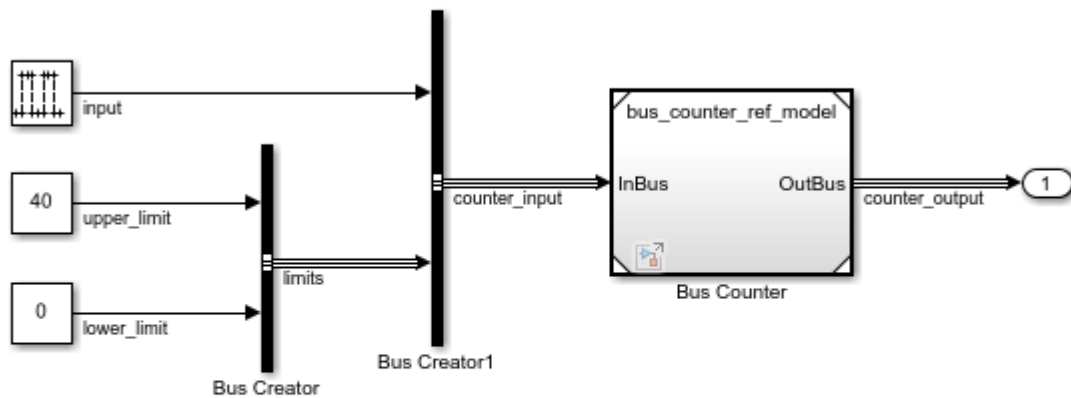 input
40
upper_limit
0
lower_limit
Bus Creator
limits
Bus Creator1
counter_input
bus_counter_ref_model
InBus
OutBus
Bus Counter
counter_output
1